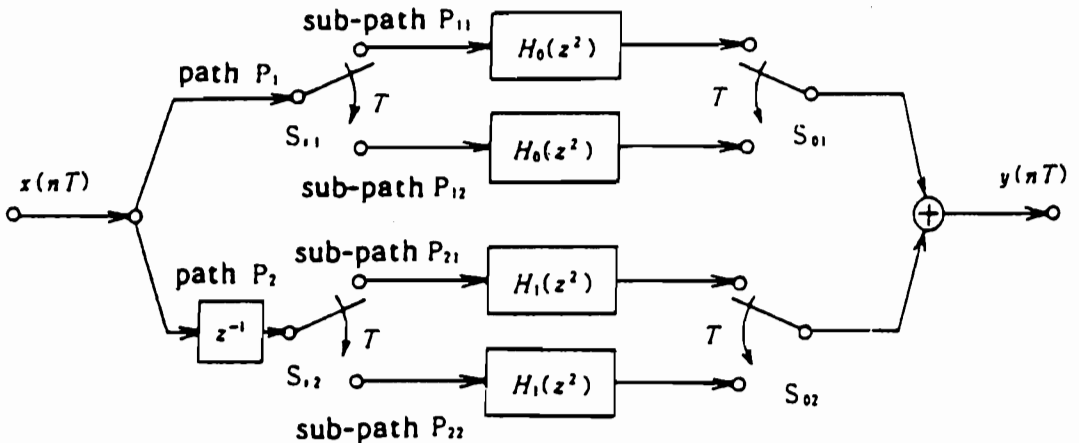 sub-path P₁₁
H₀(z²)
path P₁
T
T
S₁₁
S₀₁
H₀(z²)
x(nT)
sub-path P₁₂
y(nT)
+
sub-path P₂₁
path P₂
H₁(z²)
z⁻¹
T
T
S₁₂
H₁(z²)
S₀₂
sub-path P₂₂